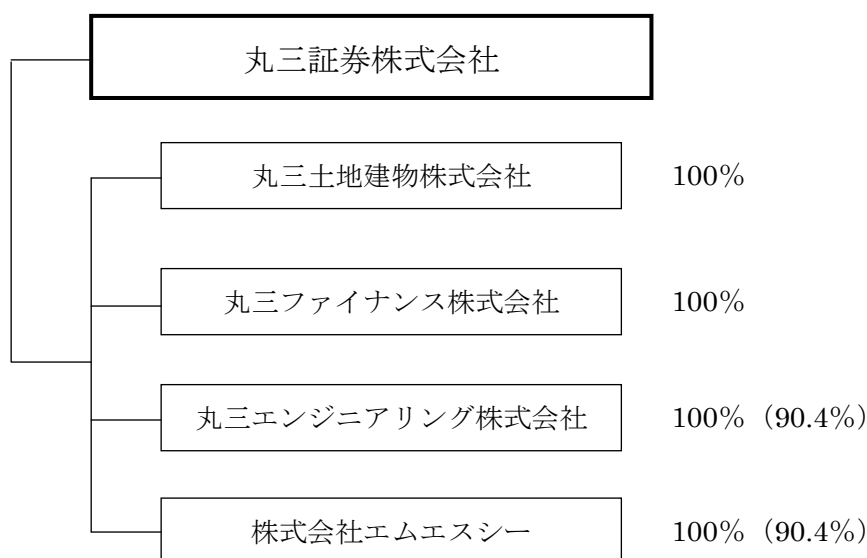 丸三証券株式会社
丸三土地建物株式会社 100%
丸三ファイナンス株式会社 100%
丸三エンジニアリング株式会社 100%（90.4%）
株式会社エムエスシー 100%（90.4%）